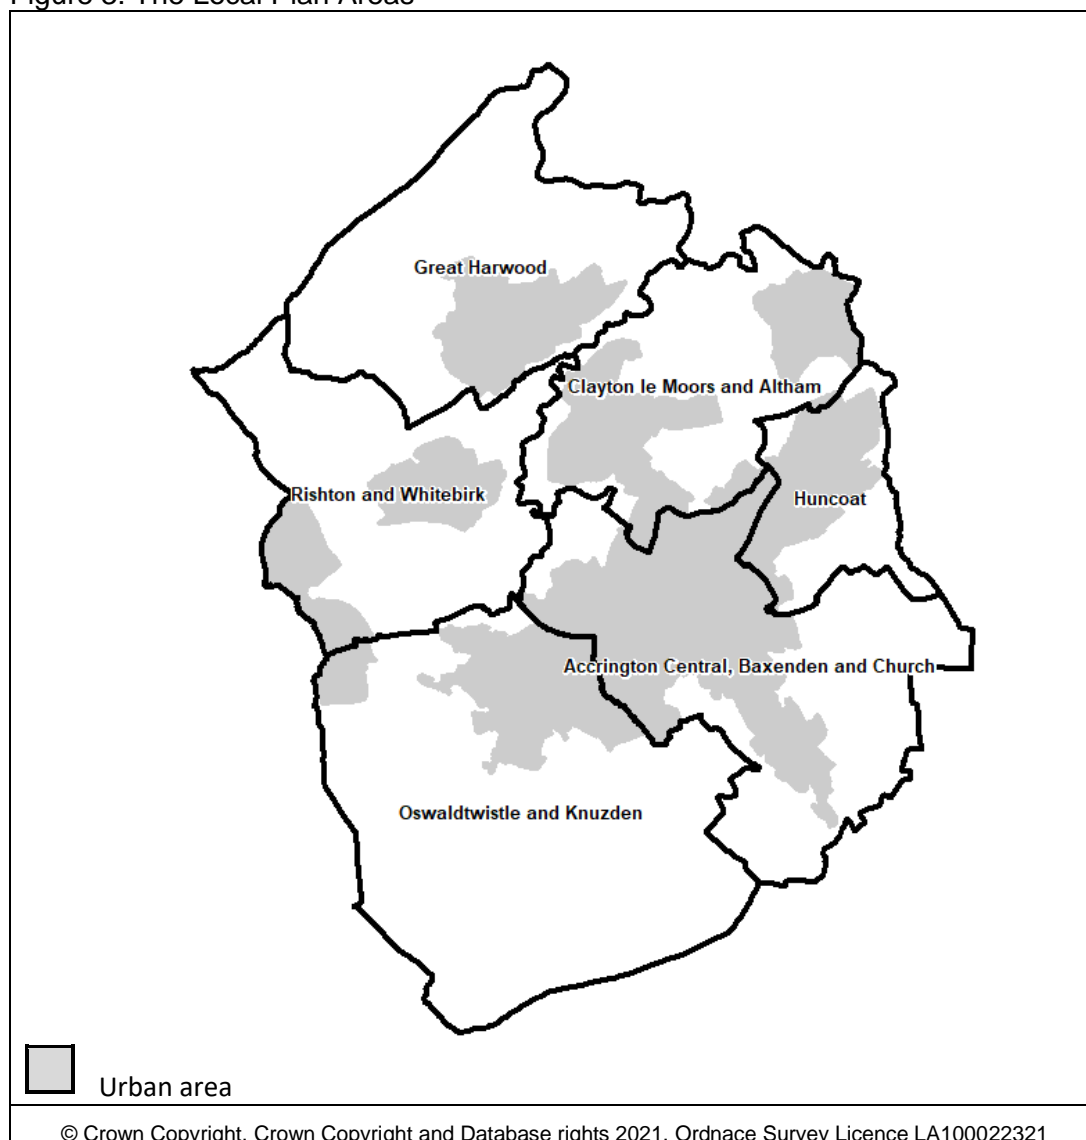 Figure 3: The Local Plan Areas
Great Harwood
Clayton le Moors and Altham
Rishton and Whitebirk
Huncoat
Accrington Central, Baxenden and Church
Oswaldtwistle and Knuzden
Urban area
© Crown Copyright. Crown Copyright and Database rights 2021. Ordnace Survey Licence LA100022321